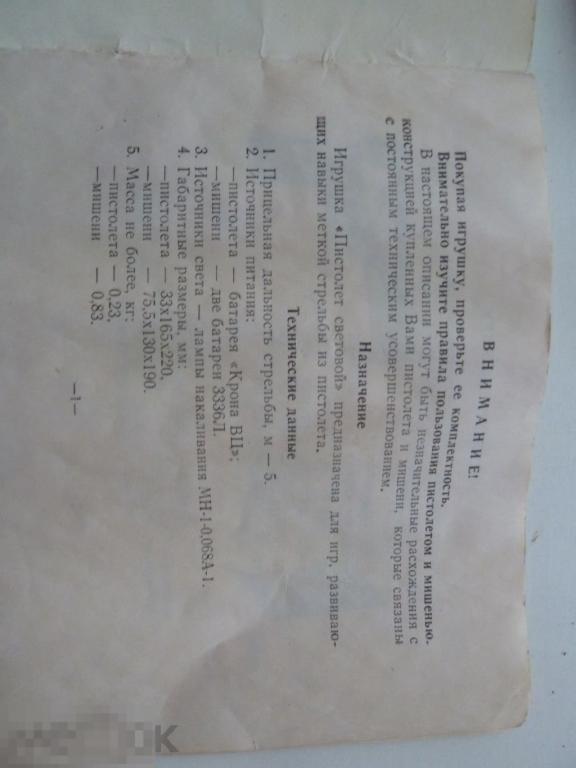 ВНИМАНИЕ!
Покупая игрушку, проверьте ее комплектность.
Внимательно изучите правила пользования пистолетом и мишенью.
В настоящем описании могут быть незначительные расхождения с
конструкцией купленных Вами пистолета и мишени, которые связаны
с постоянным техническим усовершенствованием.
Назначение
Игрушка «Пистолет световой» предназначена для игр, развиваю-
щих навыки меткой стрельбы из пистолета.
Технические данные
1. Прицельная дальность стрельбы, м — 5.
2. Источники питания:
—пистолета — батарея «Крона ВЦ»;
—мишени — две батареи 3336Л.
3. Источники света — лампы накаливания МН-1-0,068А-1.
4. Габаритные размеры, мм:
—пистолета — 33х165х220,
—мишени — 75,5х130х190.
5. Масса не более, кг:
—пистолета — 0,23,
—мишени — 0,83.
—1—